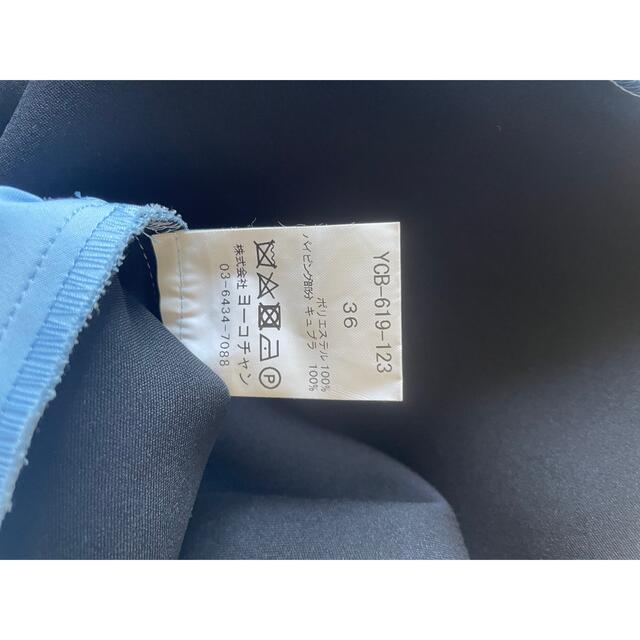 YCB-619-123
36
ポリエステル 100%
パイピング部分 キュプラ 100%
P
株式会社 ヨーコチャン
03-6434-7088